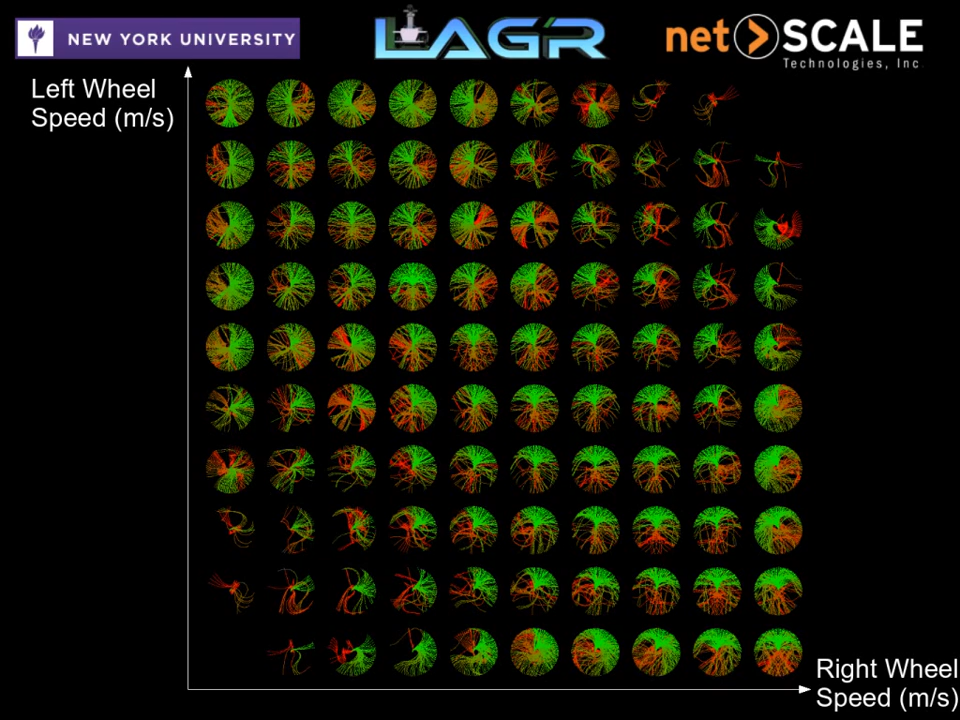 NEW YORK UNIVERSITY
LAGR
net SCALE
Technologies, Inc.
Left Wheel
Speed (m/s)
Right Wheel
Speed (m/s)